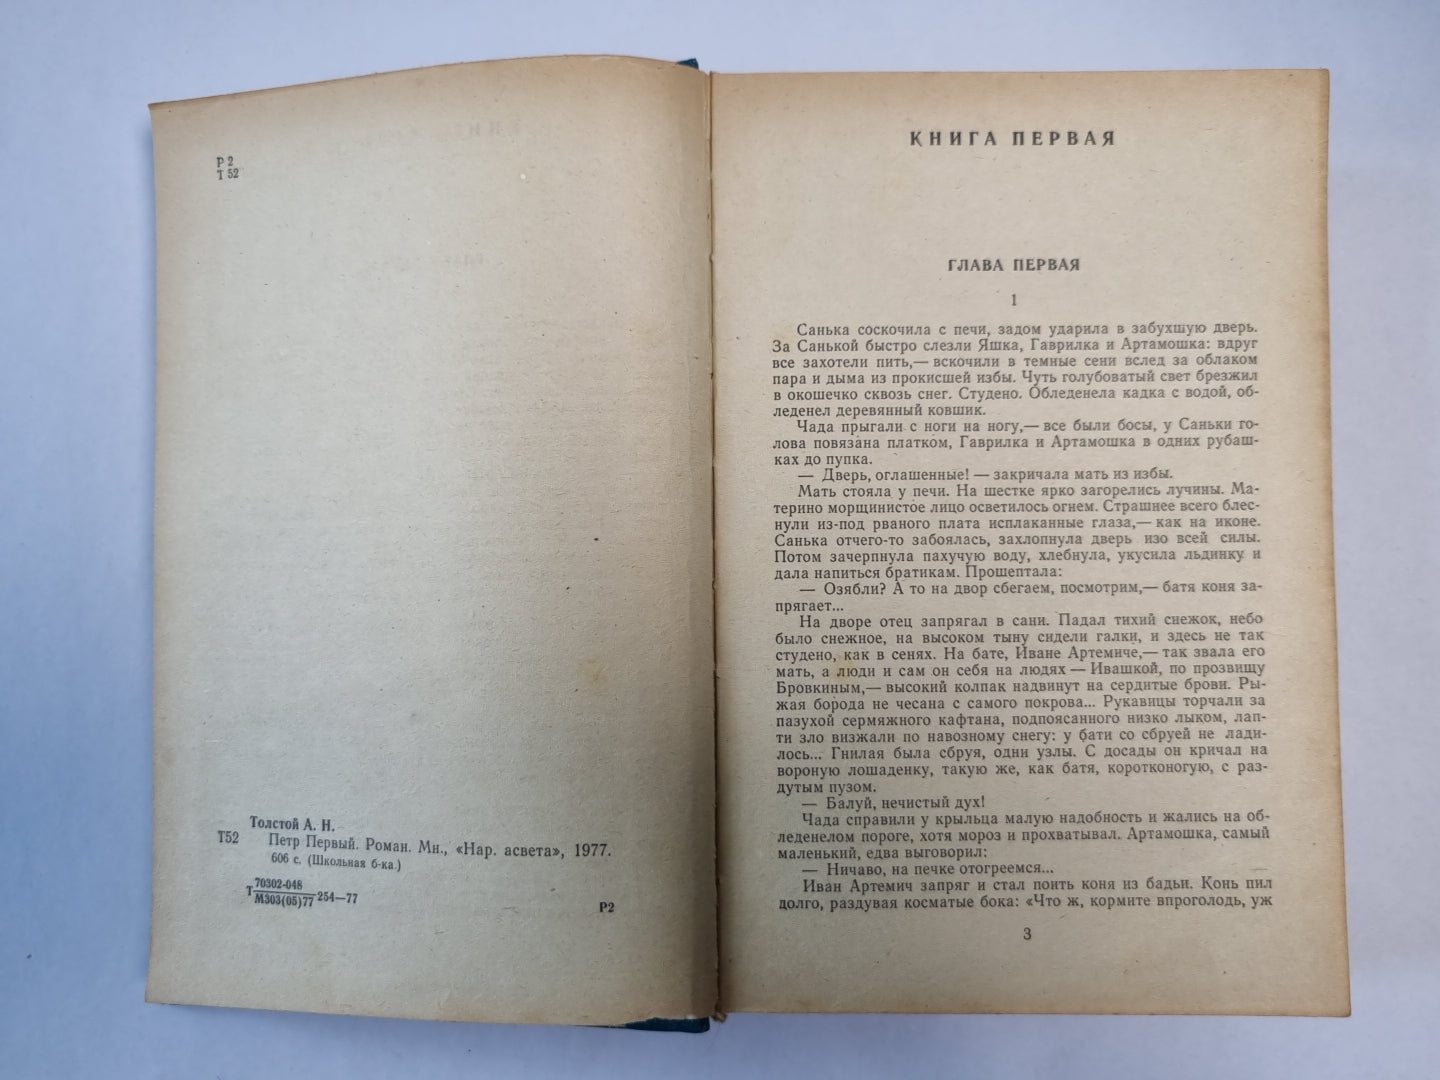 Р 2
Т 52
Толстой А. Н.
Т52 Петр Первый. Роман. Мн., «Нар. асвета», 1977.
606 с. (Школьная б-ка.)
70302-048
Т 254—77
М303(05)77
Р2
КНИГА ПЕРВАЯ
ГЛАВА ПЕРВАЯ
1
Санька соскочила с печи, задом ударила в забухшую дверь.
За Санькой быстро слезли Яшка, Гаврилка и Артамошка: вдруг
все захотели пить,— вскочили в темные сени вслед за облаком
пара и дыма из прокисшей избы. Чуть голубоватый свет брезжил
в окошечко сквозь снег. Студено. Обледенела кадка с водой, об-
леденел деревянный ковшик.
Чада прыгали с ноги на ногу,— все были босы, у Саньки го-
лова повязана платком, Гаврилка и Артамошка в одних рубаш-
ках до пупка.
— Дверь, оглашенные! — закричала мать из избы.
Мать стояла у печи. На шестке ярко загорелись лучины. Ма-
терино морщинистое лицо осветилось огнем. Страшнее всего блес-
нули из-под рваного плата исплаканные глаза,— как на иконе.
Санька отчего-то забоялась, захлопнула дверь изо всей силы.
Потом зачерпнула пахучую воду, хлебнула, укусила льдинку и
дала напиться братикам. Прошептала:
— Озябли? А то на двор сбегаем, посмотрим,— батя коня за-
прягает...
На дворе отец запрягал в сани. Падал тихий снежок, небо
было снежное, на высоком тыну сидели галки, и здесь не так
студено, как в сенях. На бате, Иване Артемиче,— так звала его
мать, а люди и сам он себя на людях — Ивашкой, по прозвищу
Бровкиным,— высокий колпак надвинут на сердитые брови. Ры-
жая борода не чесана с самого покрова... Рукавицы торчали за
пазухой сермяжного кафтана, подпоясанного низко лыком, лап-
ти зло визжали по навозному снегу: у бати со сбруей не лади-
лось... Гнилая была сбруя, одни узлы. С досады он кричал на
вороную лошаденку, такую же, как батя, коротконогую, с раз-
дутым пузом.
— Балуй, нечистый дух!
Чада справили у крыльца малую надобность и жались на об-
леденелом пороге, хотя мороз и прохватывал. Артамошка, самый
маленький, едва выговорил:
— Ничаво, на печке отогреемся...
Иван Артемич запряг и стал поить коня из бадьи. Конь пил
долго, раздувая косматые бока: «Что ж, кормите впроголодь, уж
3